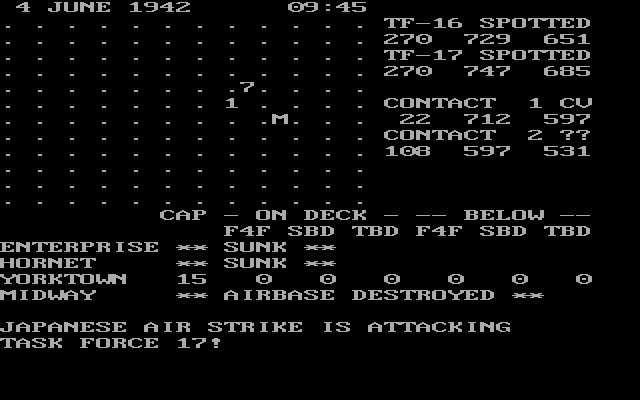 4 JUNE 1942 09:45
. . . . . . . . . . . . TF-16 SPOTTED
. . . . . . . . . . . . 270 729 651
. . . . . . . . . . . . TF-17 SPOTTED
. . . . . . . . . . . . 270 747 685
. . . . . . . .7. . . .
. . . . . . . 1 . . . . CONTACT 1 CV
. . . . . . . . .M. . . 22 712 597
. . . . . . . . . . . . CONTACT 2 ??
. . . . . . . . . . . . 108 597 531
. . . . . . . . . . . .
. . . . . . . . . . . .
. . . . . . . . . . . .
CAP - ON DECK - -- BELOW --
F4F SBD TBD F4F SBD TBD
ENTERPRISE ** SUNK **
HORNET ** SUNK **
YORKTOWN 15 0 0 0 0 0 0
MIDWAY ** AIRBASE DESTROYED **
JAPANESE AIR STRIKE IS ATTACKING
TASK FORCE 17!